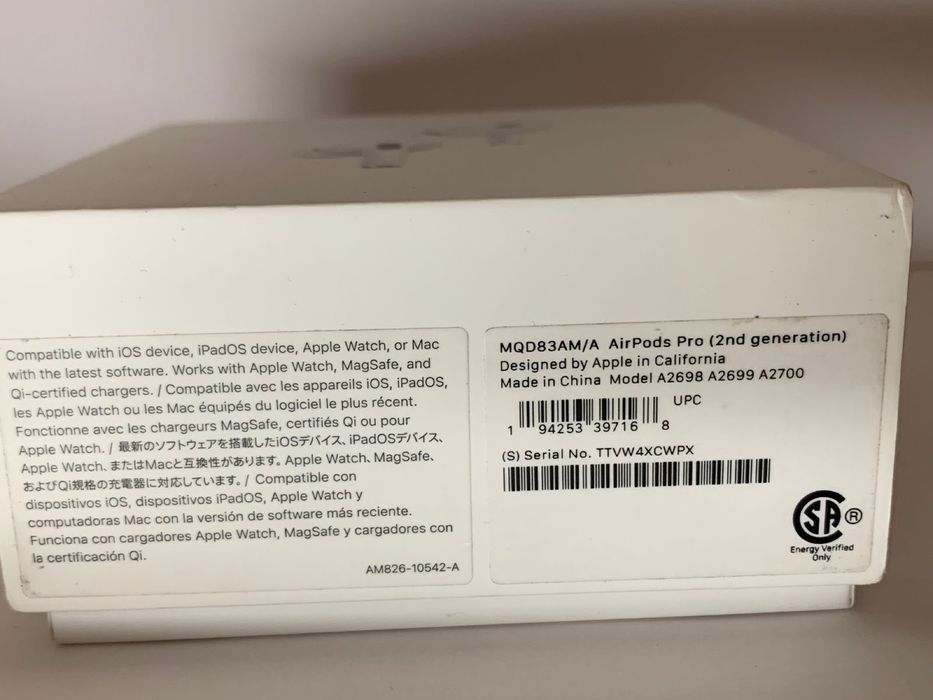 Compatible with iOS device, iPadOS device, Apple Watch, or Mac
with the latest software. Works with Apple Watch, MagSafe, and
Qi-certified chargers. / Compatible avec les appareils iOS, iPadOS,
les Apple Watch ou les Mac équipés du logiciel le plus récent.
Fonctionne avec les chargeurs MagSafe, certifiés Qi ou pour
Apple Watch. / 最新のソフトウェアを搭載したiOSデバイス、iPadOSデバイス、
Apple Watch、またはMacと互換性があります。Apple Watch、MagSafe、
およびQi規格の充電器に対応しています。 / Compatible con
dispositivos iOS, dispositivos iPadOS, Apple Watch y
computadoras Mac con la versión de software más reciente.
Funciona con cargadores Apple Watch, MagSafe y cargadores con
la certificación Qi.
AM826-10542-A
MQD83AM/A AirPods Pro (2nd generation)
Designed by Apple in California
Made in China Model A2698 A2699 A2700
UPC
1 94253 39716 8
(S) Serial No. TTVW4XCWPX
SA ®
Energy Verified
Only